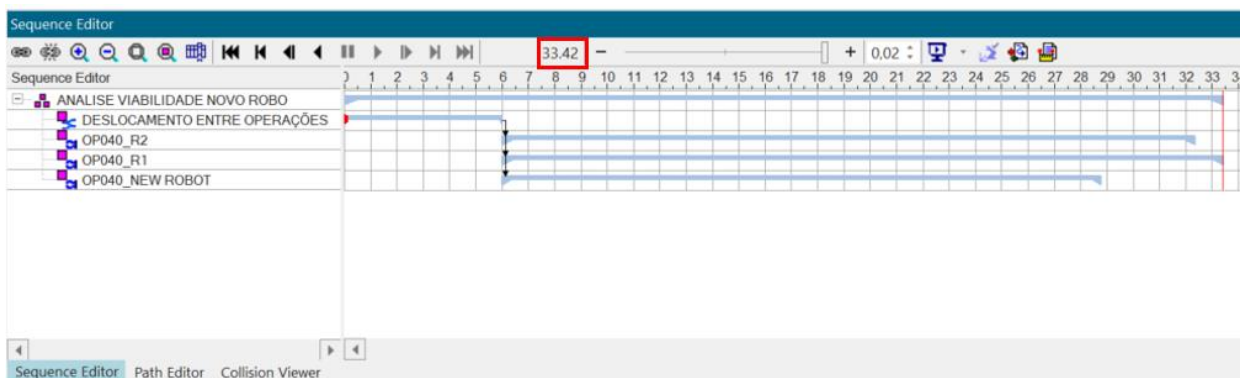 Sequence Editor
33.42 − + 0,02
Sequence Editor 0 1 2 3 4 5 6 7 8 9 10 11 12 13 14 15 16 17 18 19 20 21 22 23 24 25 26 27 28 29 30 31 32 33
ANALISE VIABILIDADE NOVO ROBO
DESLOCAMENTO ENTRE OPERAÇÕES
OP040_R2
OP040_R1
OP040_NEW ROBOT
Sequence Editor Path Editor Collision Viewer